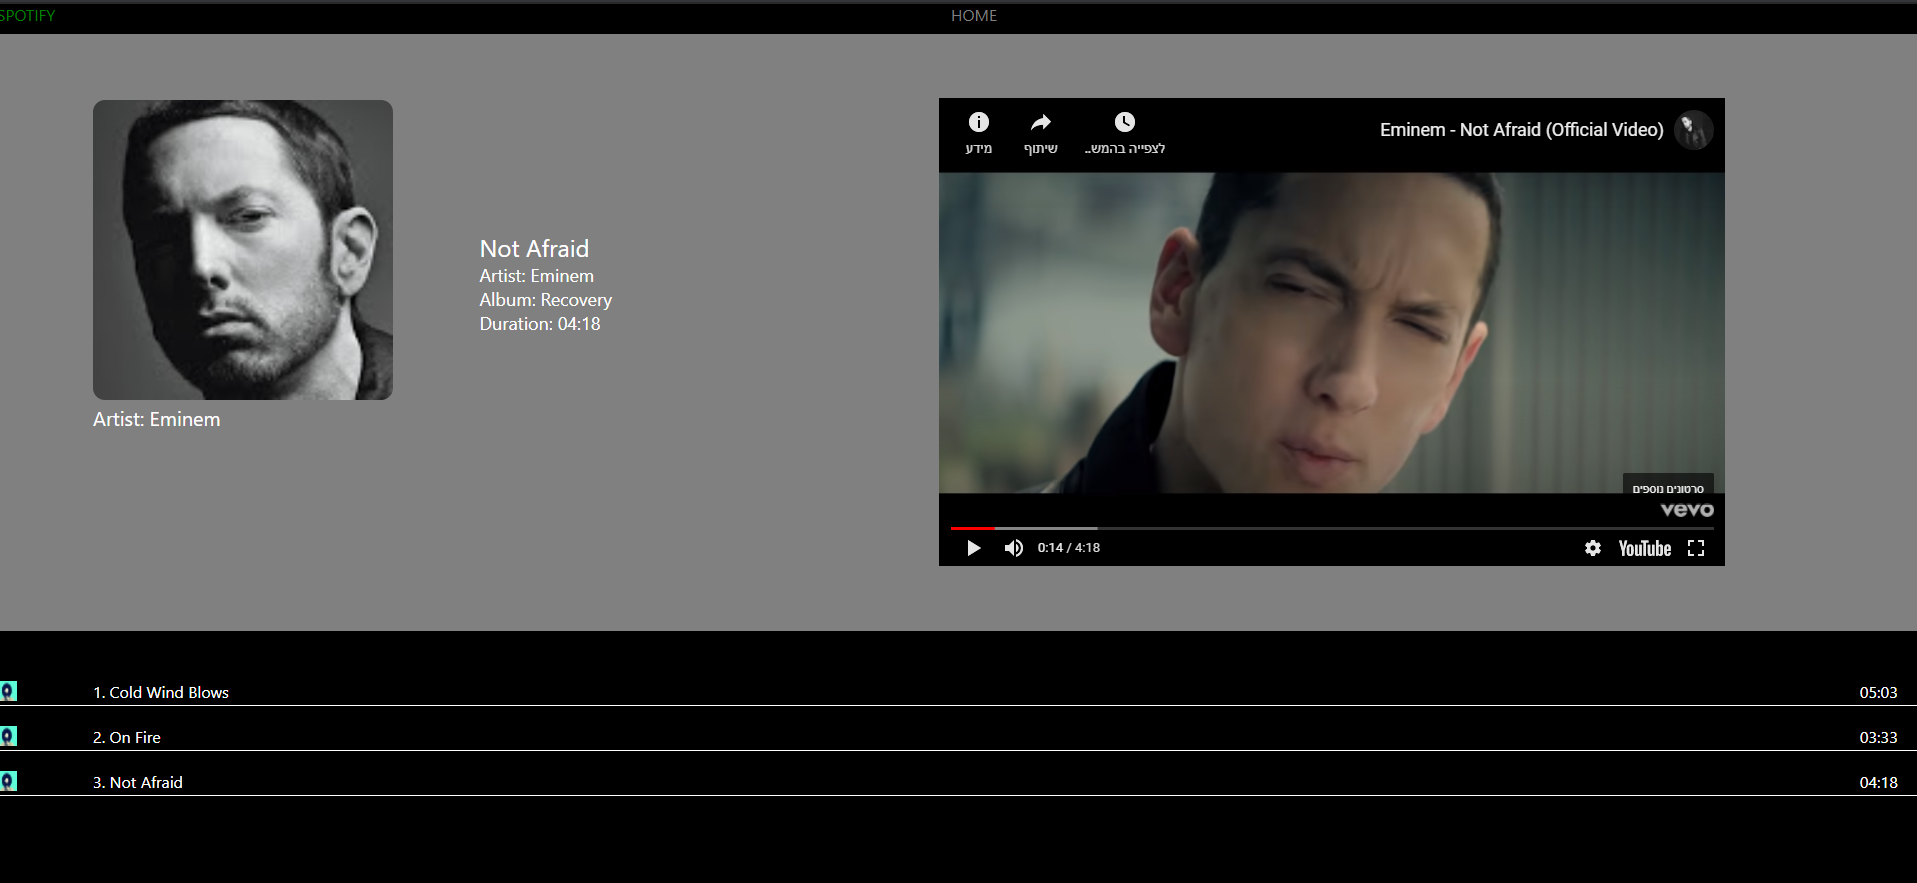 SPOTIFY
HOME
Artist: Eminem
Not Afraid
Artist: Eminem
Album: Recovery
Duration: 04:18
מידע
שיתוף
לצפייה בהמש..
Eminem - Not Afraid (Official Video)
סרטונים נוספים
vevo
0:14 / 4:18
YouTube
1. Cold Wind Blows
05:03
2. On Fire
03:33
3. Not Afraid
04:18